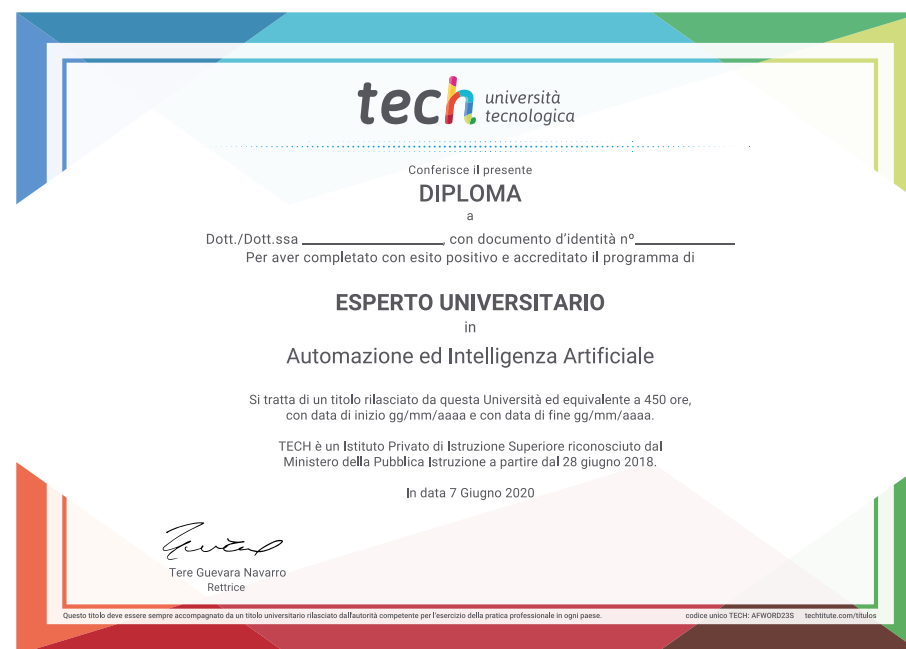 tech università
tecnologica
Conferisce il presente
DIPLOMA
a
Dott./Dott.ssa ____________________, con documento d'identità nº______________
Per aver completato con esito positivo e accreditato il programma di
ESPERTO UNIVERSITARIO
in
Automazione ed Intelligenza Artificiale
Si tratta di un titolo rilasciato da questa Università ed equivalente a 450 ore,
con data di inizio gg/mm/aaaa e con data di fine gg/mm/aaaa.
TECH è un Istituto Privato di Istruzione Superiore riconosciuto dal
Ministero della Pubblica Istruzione a partire dal 28 giugno 2018.
In data 7 Giugno 2020
Tere Guevara Navarro
Rettrice
Questo titolo deve essere sempre accompagnato da un titolo universitario rilasciato dall'autorità competente per l'esercizio della pratica professionale in ogni paese. codice unico TECH: AFWORD23S techtitute.com/titulos